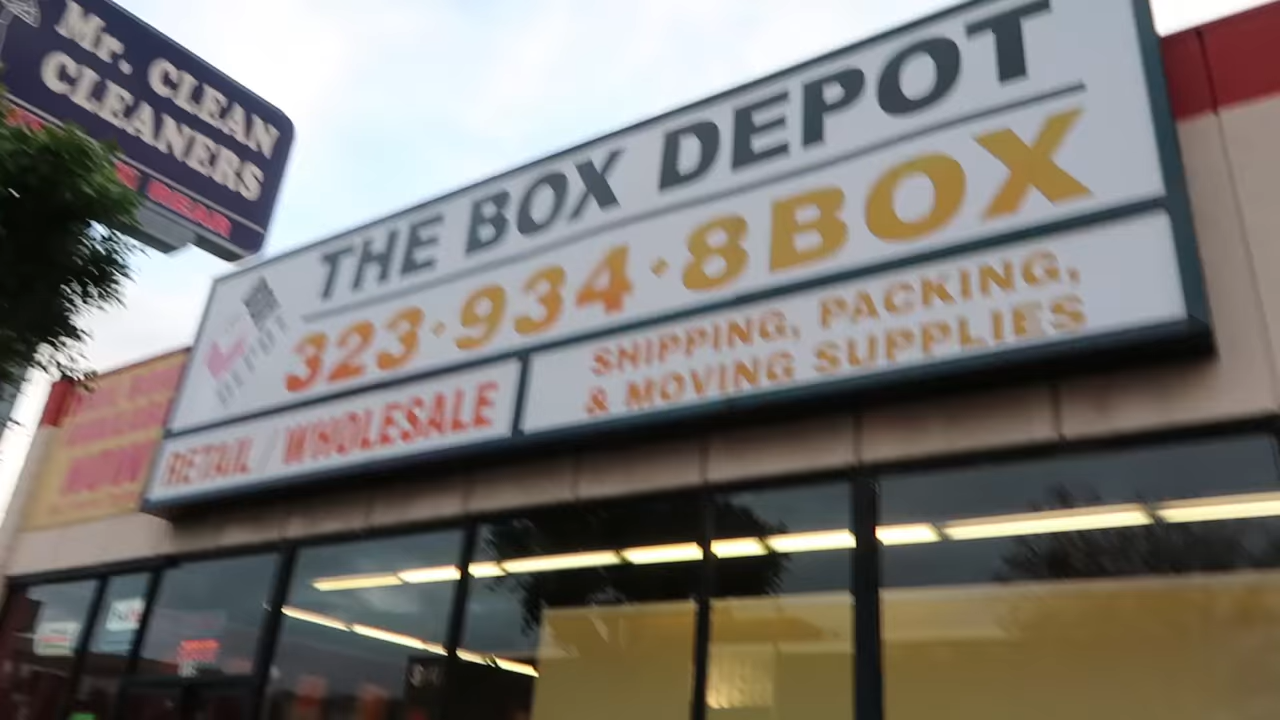 Mr. CLEAN
CLEANERS
THE BOX DEPOT
323·934·8BOX
RETAIL / WHOLESALE
SHIPPING, PACKING,
& MOVING SUPPLIES